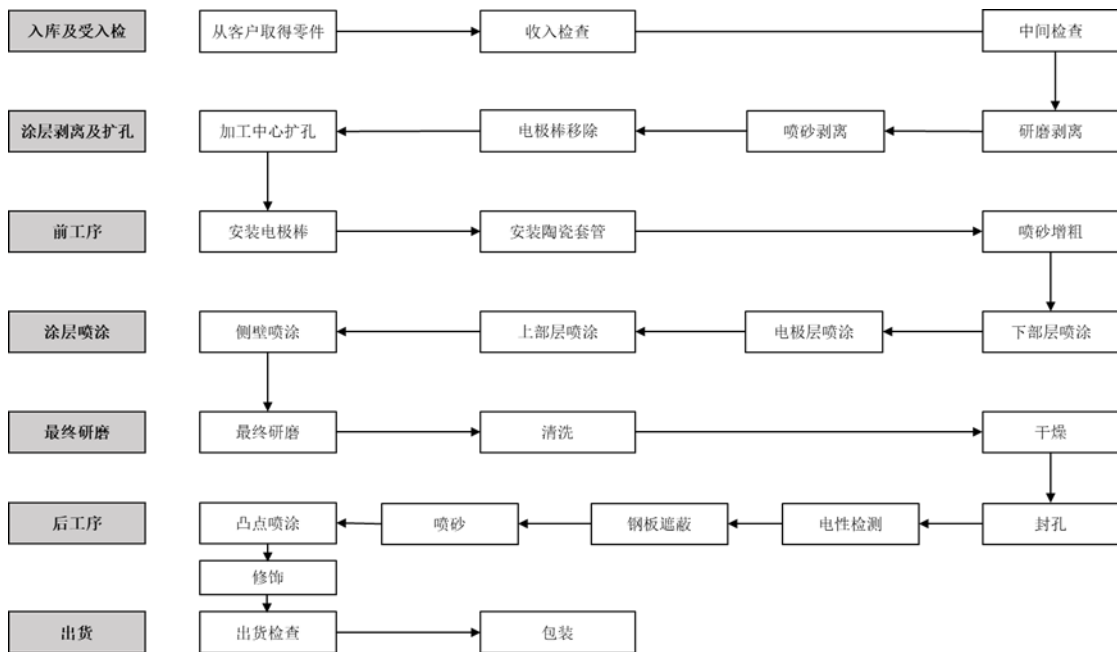 入库及受入检
从客户取得零件
收入检查
中间检查
涂层剥离及扩孔
加工中心扩孔
电极棒移除
喷砂剥离
研磨剥离
前工序
安装电极棒
安装陶瓷套管
喷砂增粗
涂层喷涂
侧壁喷涂
上部层喷涂
电极层喷涂
下部层喷涂
最终研磨
最终研磨
清洗
干燥
后工序
凸点喷涂
喷砂
钢板遮蔽
电性检测
封孔
修饰
出货
出货检查
包装